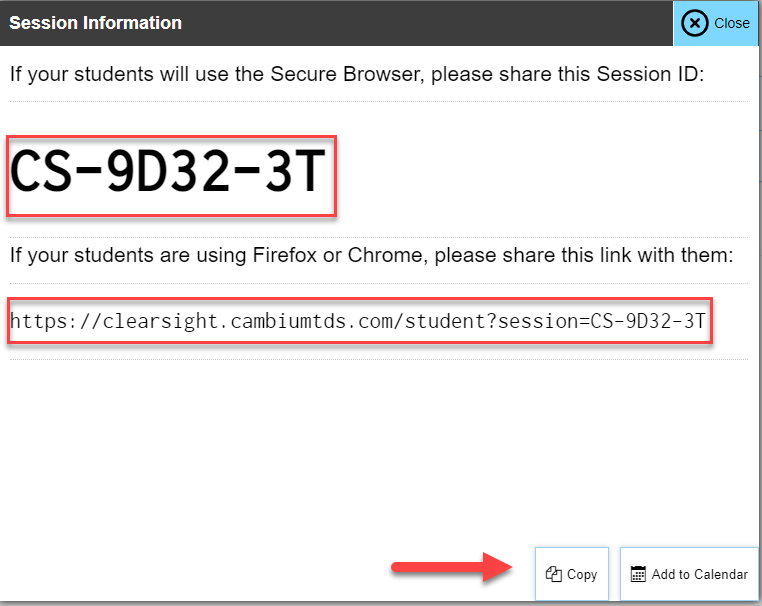 Session Information
Close
If your students will use the Secure Browser, please share this Session ID:
CS-9D32-3T
If your students are using Firefox or Chrome, please share this link with them:
https://clearsight.cambiumtds.com/student?session=CS-9D32-3T
Copy
Add to Calendar